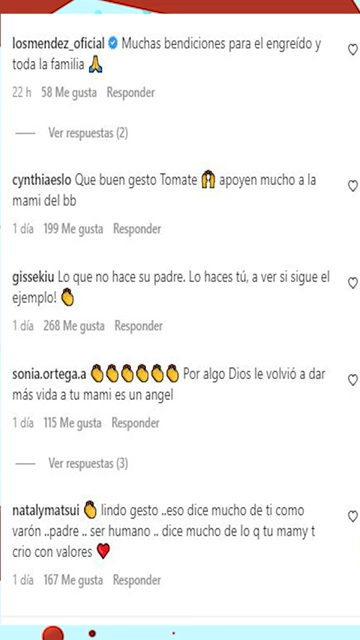 losmendez_oficial Muchas bendiciones para el engreído y
toda la familia 🙏
22 h 58 Me gusta Responder
Ver respuestas (2)
cynthiaeslo Que buen gesto Tomate 🙌 apoyen mucho a la
mami del bb
1 día 199 Me gusta Responder
gissekiu Lo que no hace su padre. Lo haces tú, a ver si sigue el
ejemplo! 👏
1 día 268 Me gusta Responder
sonia.ortega.a 👏👏👏👏👏👏 Por algo Dios le volvió a dar
más vida a tu mami es un angel
1 día 115 Me gusta Responder
Ver respuestas (3)
natalymatsui 👏 lindo gesto ..eso dice mucho de ti como
varón ..padre .. ser humano .. dice mucho de lo q tu mamy t
crio con valores ❤️
1 día 167 Me gusta Responder